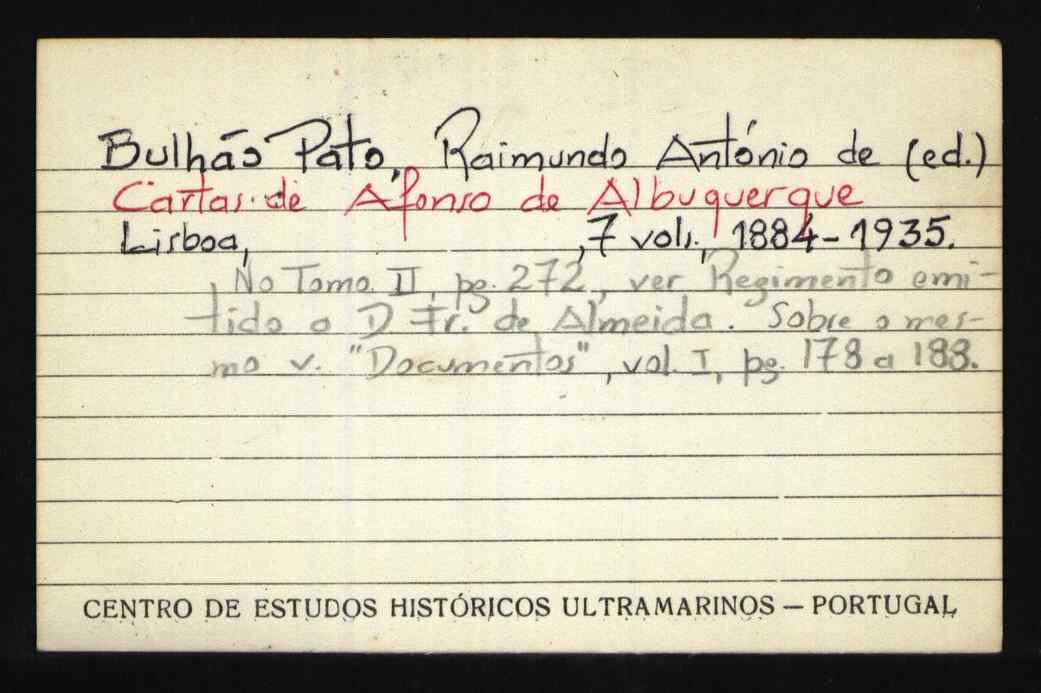 Bulhão Pato, Raimundo António de (ed.)
Cartas de Afonso de Albuquerque
Lisboa, , 7 vols., 1884-1935.
No Tomo II, pg. 272, ver Regimento emi-
tido a D Fr. de Almeida. Sobre o mes-
mo v. "Documentos", vol. I, pg. 178 a 188.
CENTRO DE ESTUDOS HISTÓRICOS ULTRAMARINOS — PORTUGAL